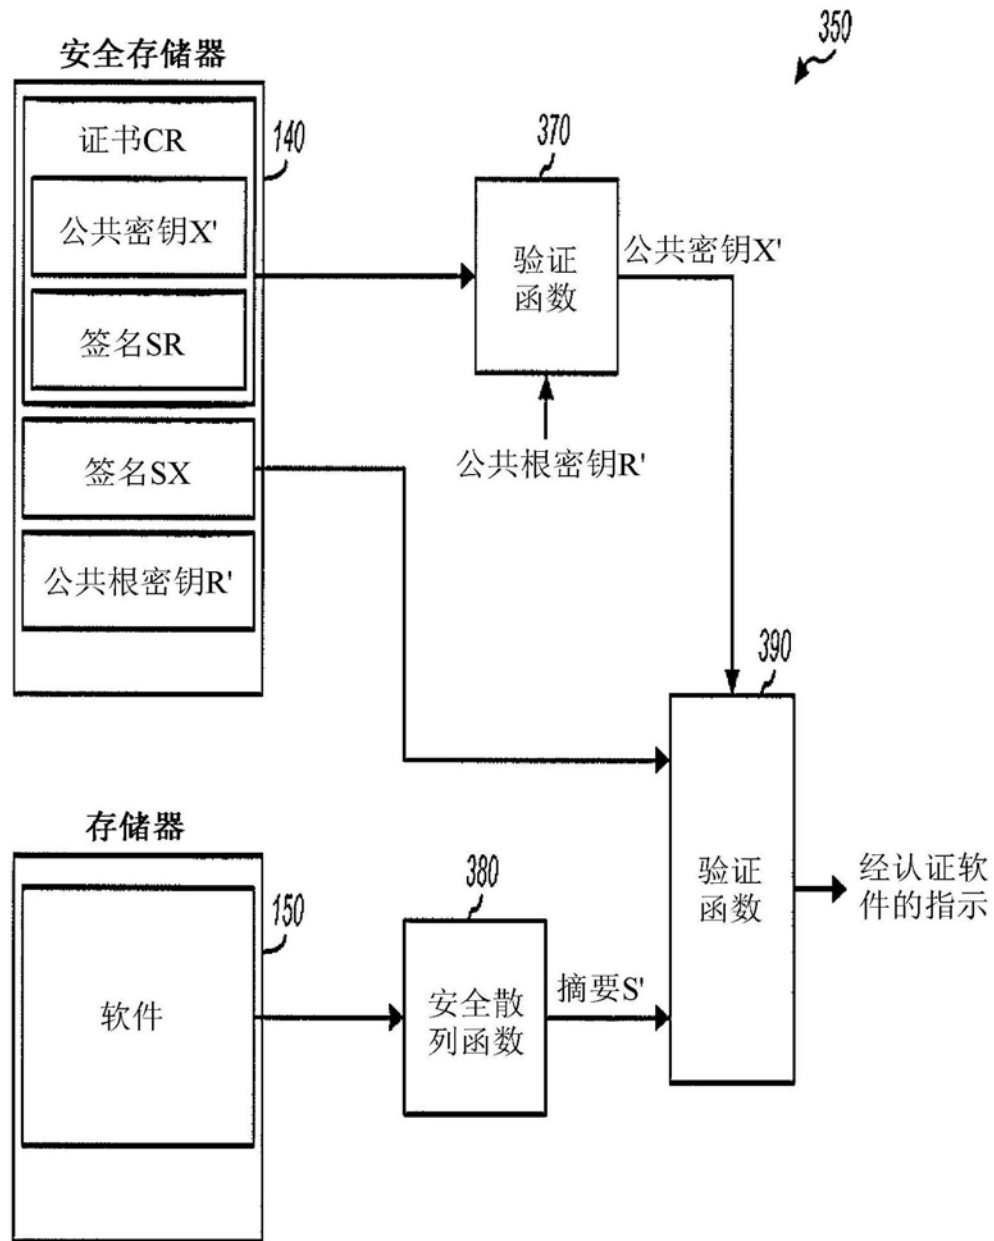 350
安全存储器
证书CR
140
公共密钥X'
签名SR
签名SX
公共根密钥R'
370
验证
函数
公共密钥X'
公共根密钥R'
390
验证
函数
经认证软
件的指示
存储器
150
软件
380
安全散
列函数
摘要S'